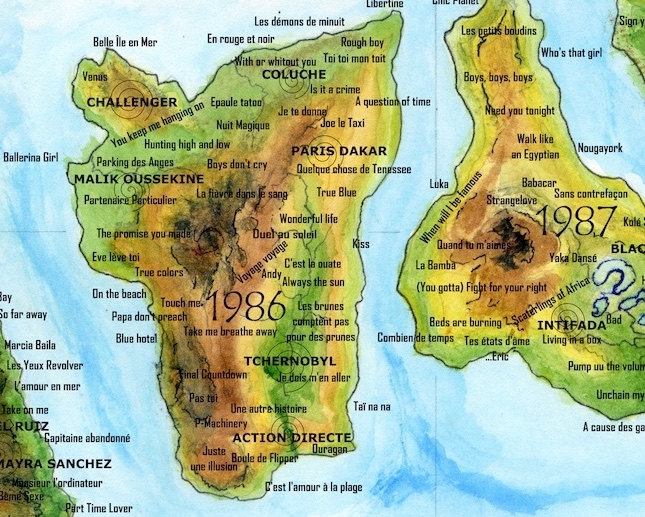 Libertine
Chic Planet
Les démons de minuit
Sign y
En rouge et noir
Rough boy
Les petits boudins
Belle Île en Mer
Who's that girl
With or whitout you
Toi toi mon toit
COLUCHE
Venus
Boys, boys, boys
Is it a crime
CHALLENGER
Epaule tatoo
A question of time
You keep me hanging on
Je te donne
Need you tonight
Nuit Magique
Joe le Taxi
Hunting high and low
Walk like
an Egyptian
Nougayork
PARIS DAKAR
Ballerina Girl
Parking des Anges
Boys don't cry
Quelque chose de Tenessee
MALIK OUSSEKINE
Luka
Babacar
La fièvre dans le sang
True Blue
Sans contrefaçon
Partenaire Particulier
Strangelove
When will I be famous
Wonderful life
1987
The promise you made
Duel au soleil
Kiss
Quand tu m'aimes
BLAC
Eve lève toi
Voyage voyage
C'est la ouate
Yaka Dansé
True colors
Andy
La Bamba
Always the sun
(You gotta) Fight for your right
On the beach
Touch me
1986
Scatterlings of Africa
Bay
So far away
Papa don't preach
Les brunes
comptent pas
pour des prunes
Beds are burning
INTIFADA
Bad
Blue hotel
Take me breathe away
Combien de temps
Tes états d'âme
...Eric
Living in a box
Marcia Baila
TCHERNOBYL
Les Yeux Revolver
Final Countdown
Je dois m'en aller
Pump uu the volum
L'amour en mer
Pas toi
Unchain my
Take on me
Une autre histoire
Taï na na
EL RUIZ
P-Machinery
A cause des ga
Capitaine abandonné
ACTION DIRECTE
Juste
une illusion
Boule de Flipper
Ouragan
MAYRA SANCHEZ
Monsieur l'ordinateur
C'est l'amour à la plage
3ème Sexe
Part Time Lover